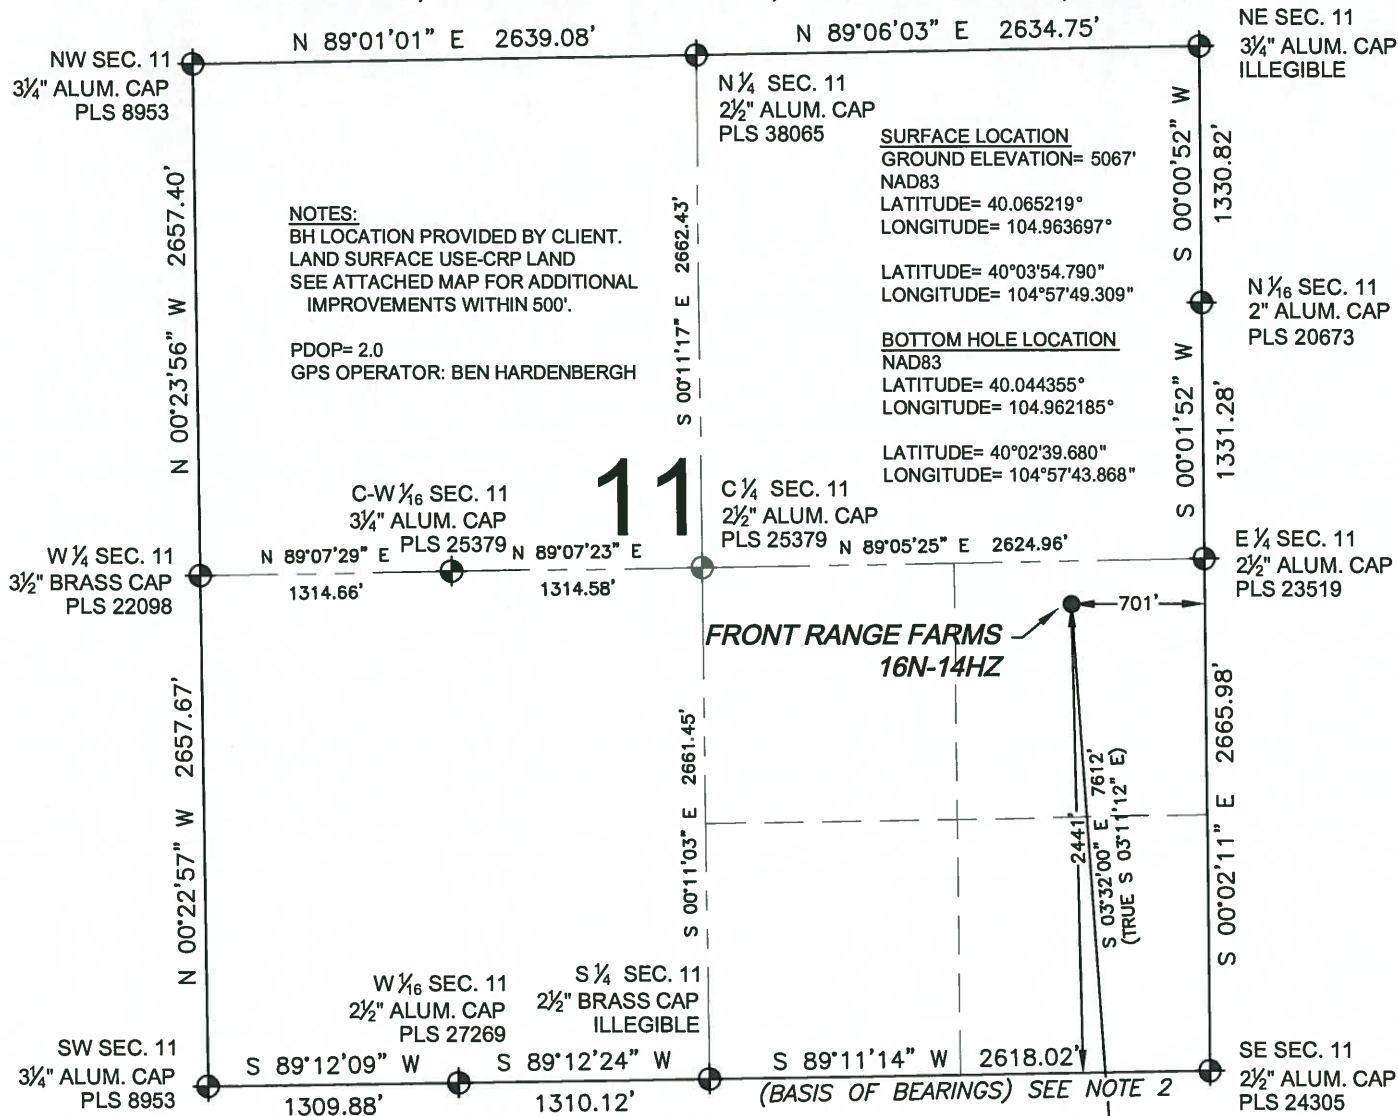 N 89°01'01" E 2639.08'
N 89°06'03" E 2634.75'
NW SEC. 11
3¼" ALUM. CAP
PLS 8953
N ¼ SEC. 11
2½" ALUM. CAP
PLS 38065
NE SEC. 11
3¼" ALUM. CAP
ILLEGIBLE
N 00°23'56" W 2657.40'
NOTES:
BH LOCATION PROVIDED BY CLIENT.
LAND SURFACE USE-CRP LAND
SEE ATTACHED MAP FOR ADDITIONAL
IMPROVEMENTS WITHIN 500'.
PDOP= 2.0
GPS OPERATOR: BEN HARDENBERGH
S 00°11'17" E 2662.43'
SURFACE LOCATION
GROUND ELEVATION= 5067'
NAD83
LATITUDE= 40.065219°
LONGITUDE= 104.963697°
LATITUDE= 40°03'54.790"
LONGITUDE= 104°57'49.309"
BOTTOM HOLE LOCATION
NAD83
LATITUDE= 40.044355°
LONGITUDE= 104.962185°
LATITUDE= 40°02'39.680"
LONGITUDE= 104°57'43.868"
S 00°00'52" W
1330.82'
N 1⁄16 SEC. 11
2" ALUM. CAP
PLS 20673
S 00°01'52" W
1331.28'
11
C-W 1⁄16 SEC. 11
3¼" ALUM. CAP
PLS 25379
C ¼ SEC. 11
2½" ALUM. CAP
PLS 25379
W ¼ SEC. 11
3½" BRASS CAP
PLS 22098
N 89°07'29" E
1314.66'
N 89°07'23" E
1314.58'
N 89°05'25" E 2624.96'
E ¼ SEC. 11
2½" ALUM. CAP
PLS 23519
701'
FRONT RANGE FARMS
16N-14HZ
N 00°22'57" W 2657.67'
S 00°11'03" E 2661.45'
2441'
S 03°32'00" E 7612'
(TRUE S 03°11'12" E)
S 00°02'11" E 2665.98'
W 1⁄16 SEC. 11
2½" ALUM. CAP
PLS 27269
S ¼ SEC. 11
2½" BRASS CAP
ILLEGIBLE
SW SEC. 11
3¼" ALUM. CAP
PLS 8953
S 89°12'09" W
1309.88'
S 89°12'24" W
1310.12'
S 89°11'14" W 2618.02'
(BASIS OF BEARINGS) SEE NOTE 2
SE SEC. 11
2½" ALUM. CAP
PLS 24305